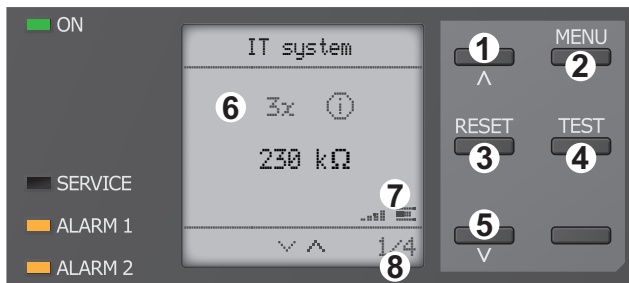 ON
SERVICE
ALARM 1
ALARM 2
IT system
6 3x i
230 kΩ
7
1/4
8
1
MENU
2
RESET
3
TEST
4
5